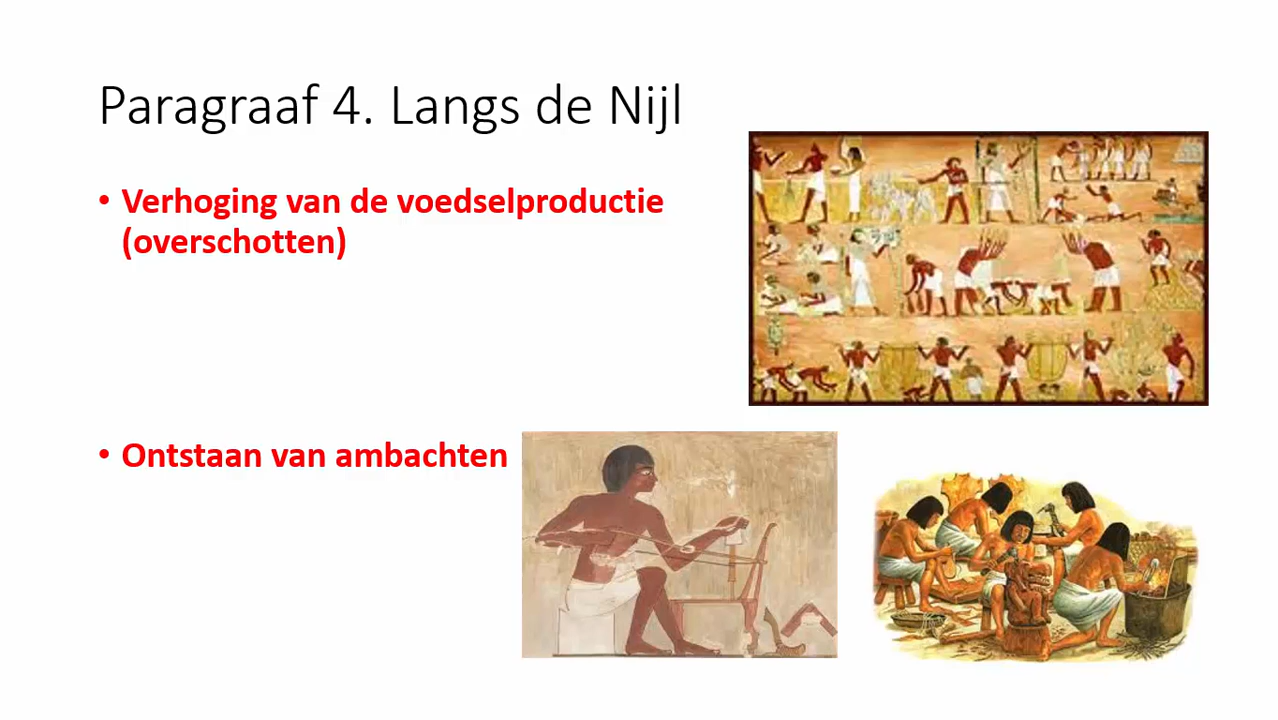 Paragraaf 4. Langs de Nijl
• Verhoging van de voedselproductie
(overschotten)
• Ontstaan van ambachten